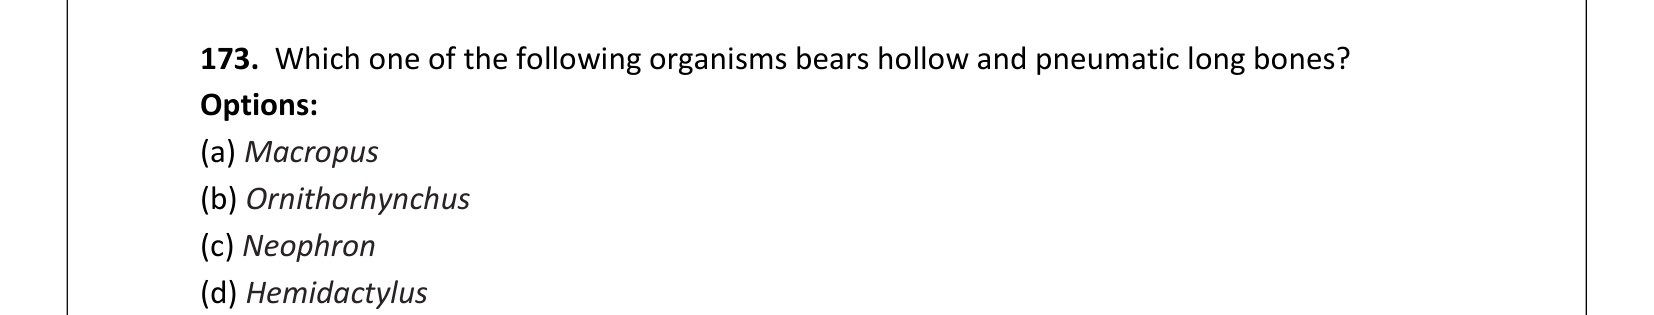 173. Which one of the following organisms bears hollow and pneumatic long bones?
Options:
(a) Macropus
(b) Ornithorhynchus
(c) Neophron
(d) Hemidactylus